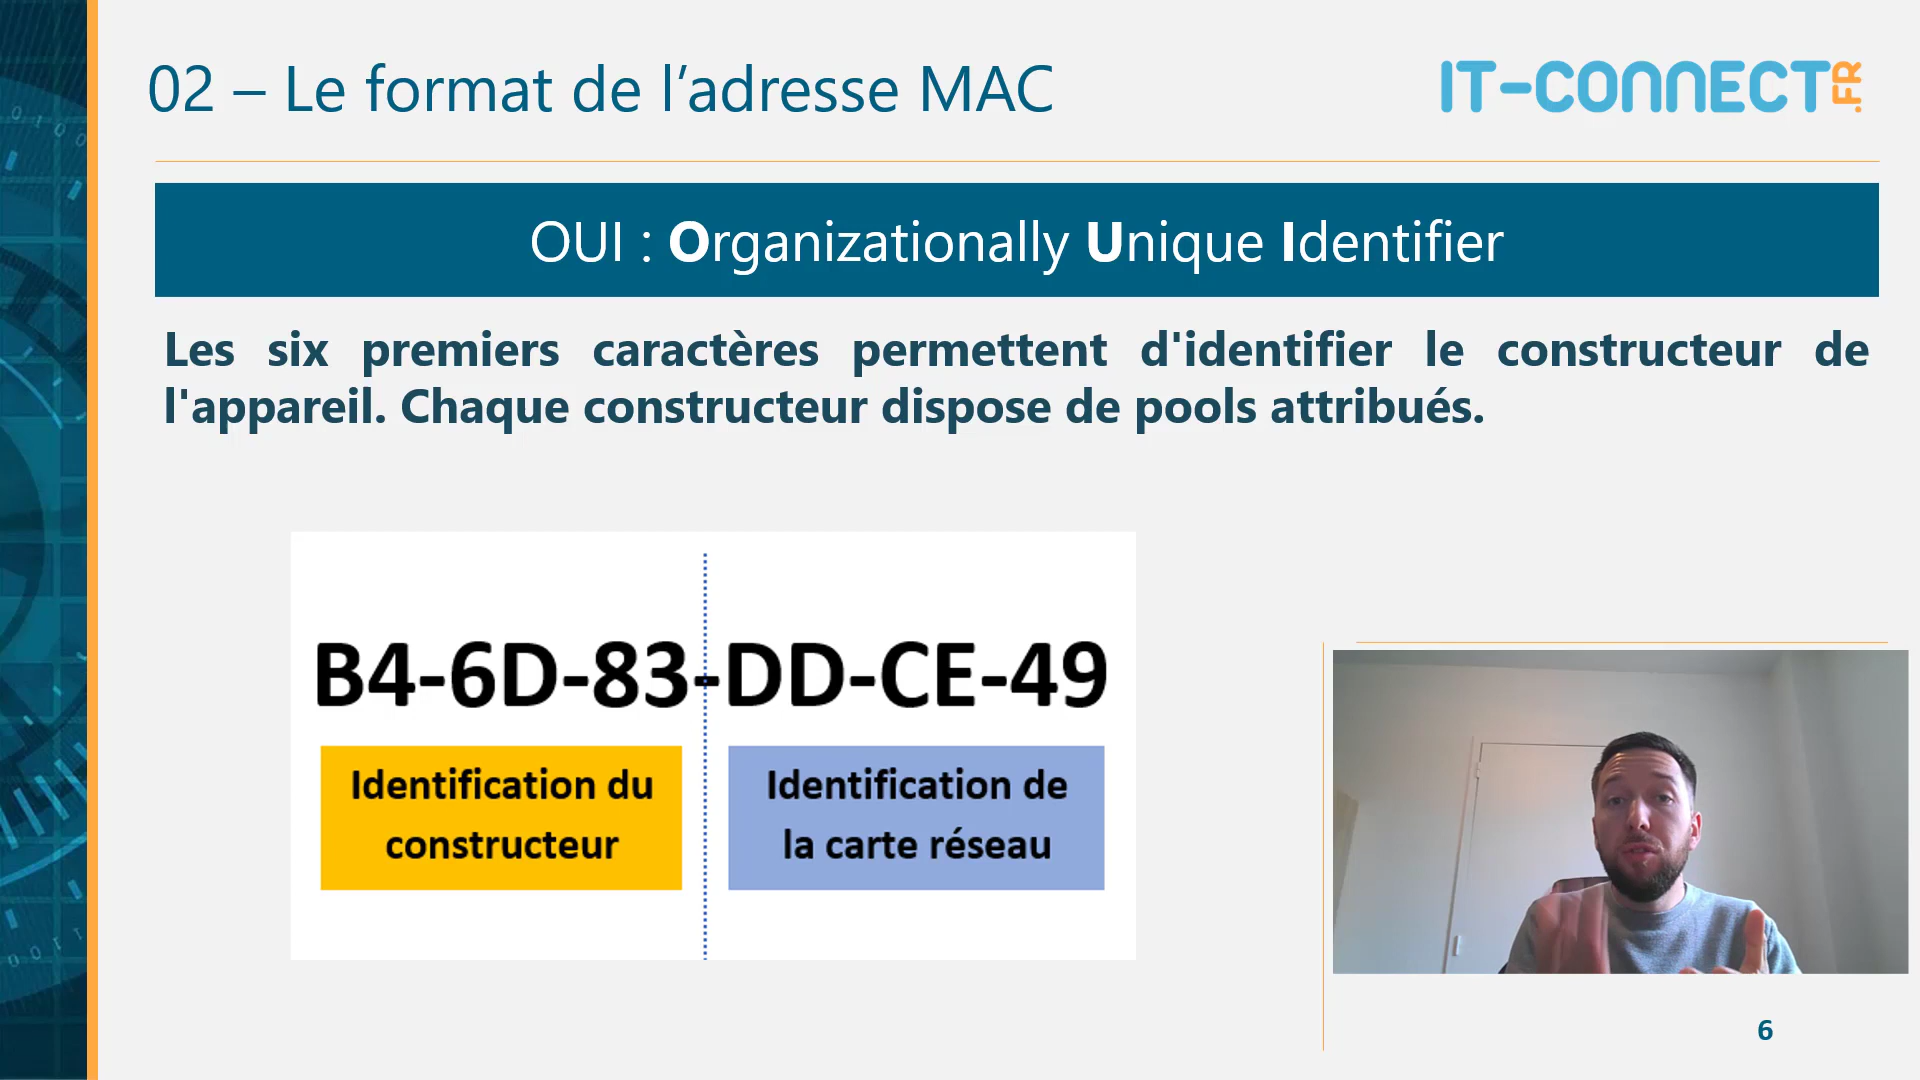 02 – Le format de l’adresse MAC
IT-CONNECT.FR
OUI : Organizationally Unique Identifier
Les six premiers caractères permettent d'identifier le constructeur de
l'appareil. Chaque constructeur dispose de pools attribués.
B4-6D-83-DD-CE-49
Identification du
constructeur
Identification de
la carte réseau
6